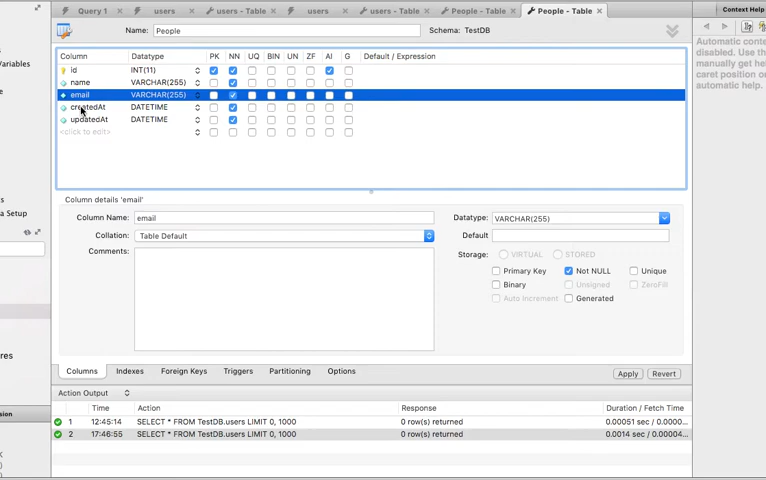 Query 1 users users - Table users users - Table People - Table People - Table Context Help
Name: People Schema: TestDB
Column Datatype PK NN UQ BIN UN ZF AI G Default / Expression
id INT(11)
name VARCHAR(255)
email VARCHAR(255)
createdAt DATETIME
updatedAt DATETIME
<click to edit>
Automatic conte
disabled. Use th
manually get hel
caret position o
automatic help.
ariables
e
s
a Setup
res
sion
Column details 'email'
Column Name: email Datatype: VARCHAR(255)
Collation: Table Default Default
Comments: Storage: VIRTUAL STORED
Primary Key Not NULL Unique
Binary Unsigned ZeroFill
Auto Increment Generated
Columns Indexes Foreign Keys Triggers Partitioning Options Apply Revert
Action Output
Time Action Response Duration / Fetch Time
1 12:45:14 SELECT * FROM TestDB.users LIMIT 0, 1000 0 row(s) returned 0.00051 sec / 0.0000...
2 17:46:55 SELECT * FROM TestDB.users LIMIT 0, 1000 0 row(s) returned 0.0014 sec / 0.00004...